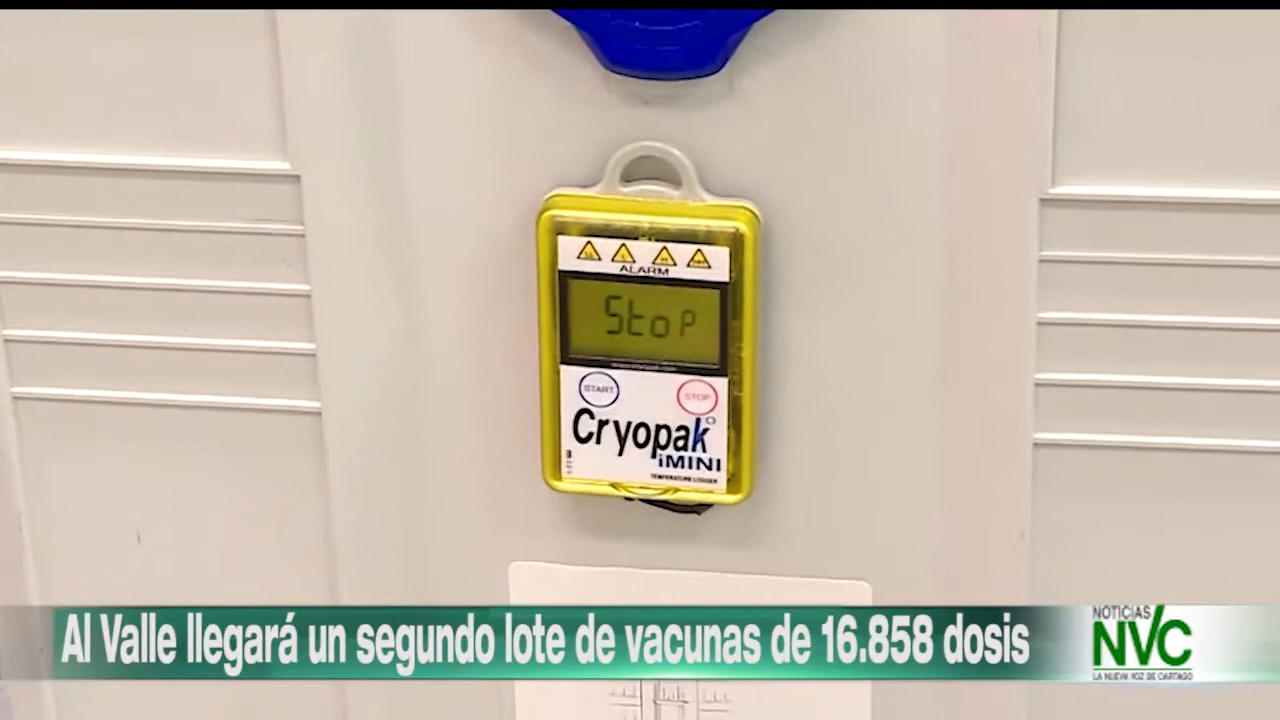 ALARM
Stop
START
STOP
Cryopak
iMINI
TEMPERATURE LOGGER
Al Valle llegará un segundo lote de vacunas de 16.858 dosis
NOTICIAS
NVC
LA NUEVA VOZ DE CARTAGO